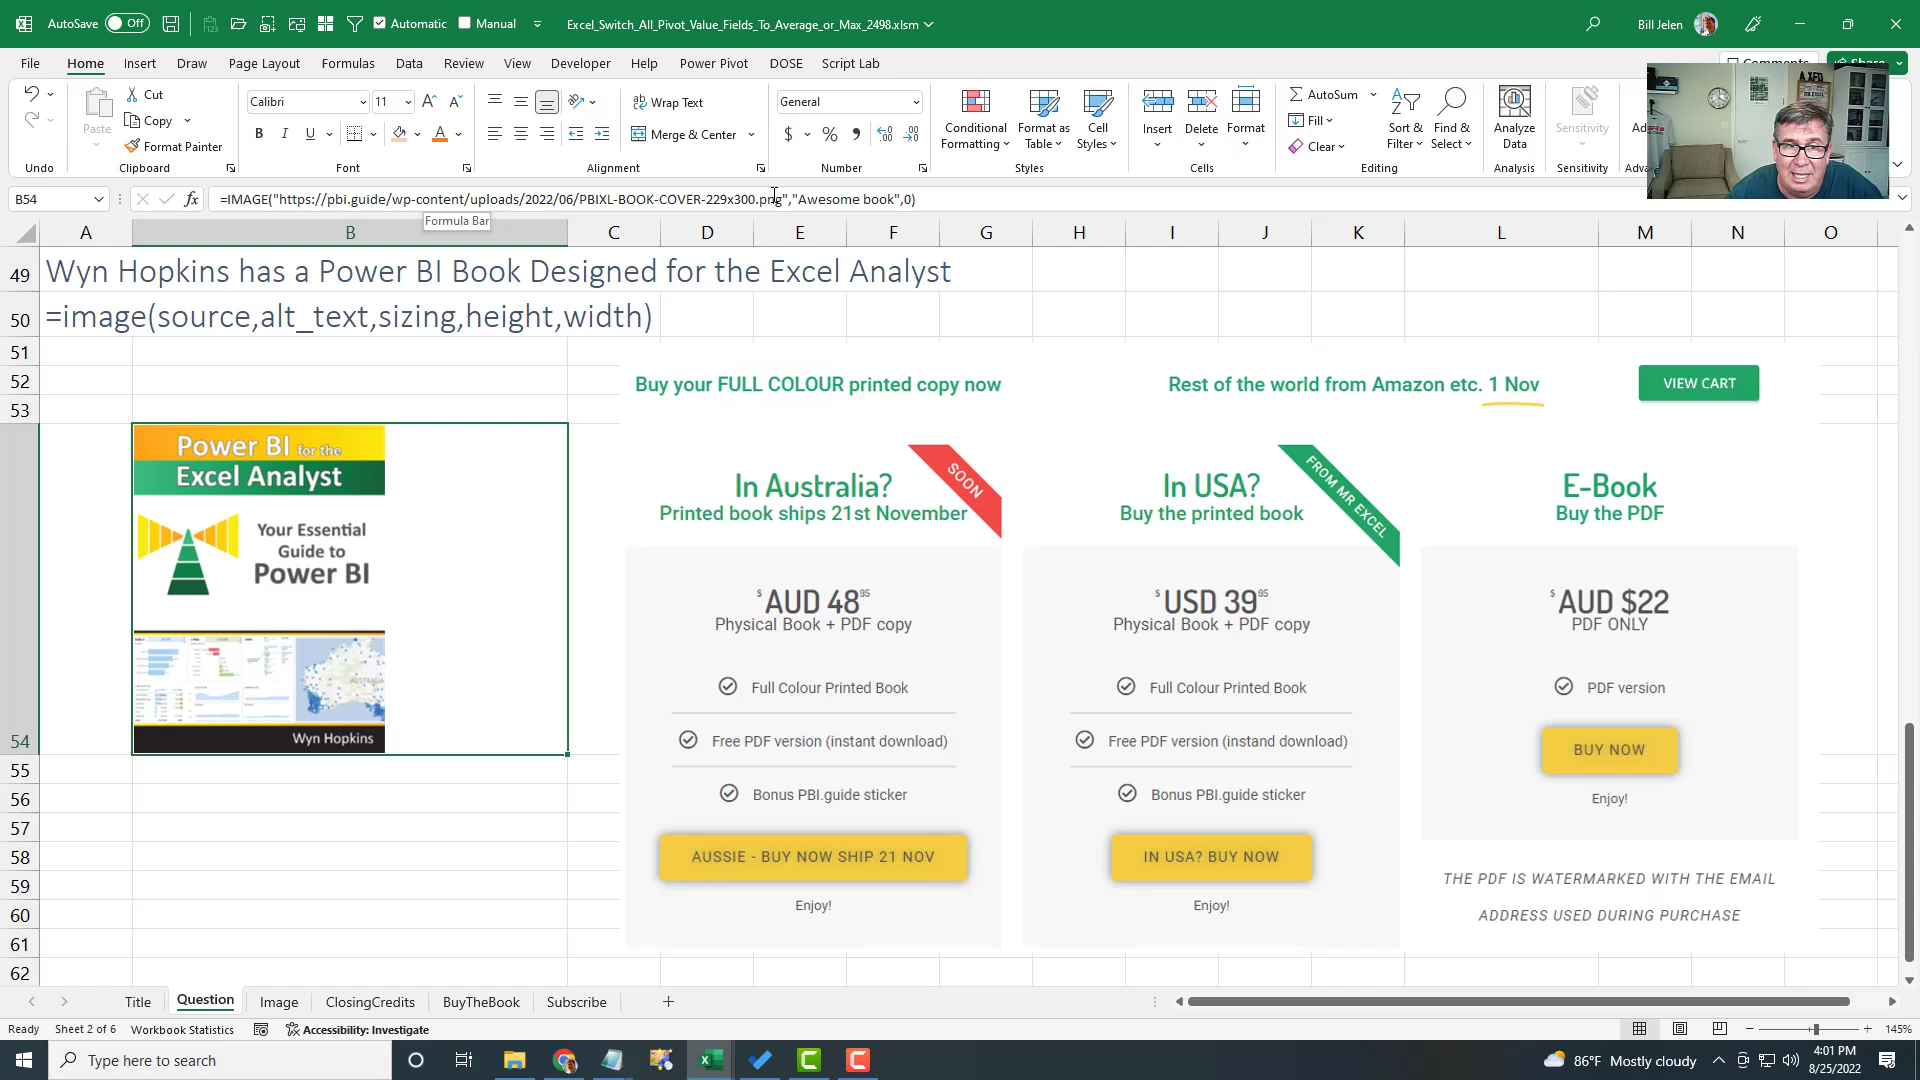 AutoSave Off Automatic Manual Excel_Switch_All_Pivot_Value_Fields_To_Average_or_Max_2498.xlsm Bill Jelen
File Home Insert Draw Page Layout Formulas Data Review View Developer Help Power Pivot DOSE Script Lab Comments Share
Paste Cut Copy Format Painter
Calibri 11
B I U A
Wrap Text
Merge & Center
General
$ % 9
Conditional Formatting
Format as Table
Cell Styles
Insert Delete Format
AutoSum
Fill
Clear
Sort & Filter
Find & Select
Analyze Data
Sensitivity
Undo Clipboard Font Alignment Number Styles Cells Editing Analysis Sensitivity
B54 fx =IMAGE("https://pbi.guide/wp-content/uploads/2022/06/PBIXL-BOOK-COVER-229x300.png","Awesome book",0)
Formula Bar
A B C D E F G H I J K L M N O
49 Wyn Hopkins has a Power BI Book Designed for the Excel Analyst
50 =image(source,alt_text,sizing,height,width)
51
52
53
54
55
56
57
58
59
60
61
62
Power BI for the
Excel Analyst
Your Essential
Guide to
Power BI
AUSTRALIA
Wyn Hopkins
Buy your FULL COLOUR printed copy now
Rest of the world from Amazon etc. 1 Nov
VIEW CART
In Australia?
Printed book ships 21st November
SOON
$ AUD 48 95
Physical Book + PDF copy
Full Colour Printed Book
Free PDF version (instant download)
Bonus PBI.guide sticker
AUSSIE - BUY NOW SHIP 21 NOV
Enjoy!
In USA?
Buy the printed book
FROM MR EXCEL
$ USD 39 95
Physical Book + PDF copy
Full Colour Printed Book
Free PDF version (instand download)
Bonus PBI.guide sticker
IN USA? BUY NOW
Enjoy!
E-Book
Buy the PDF
$ AUD $22
PDF ONLY
PDF version
BUY NOW
Enjoy!
THE PDF IS WATERMARKED WITH THE EMAIL
ADDRESS USED DURING PURCHASE
Title Question Image ClosingCredits BuyTheBook Subscribe
Ready Sheet 2 of 6 Workbook Statistics Accessibility: Investigate 145%
Type here to search
86°F Mostly cloudy
4:01 PM
8/25/2022